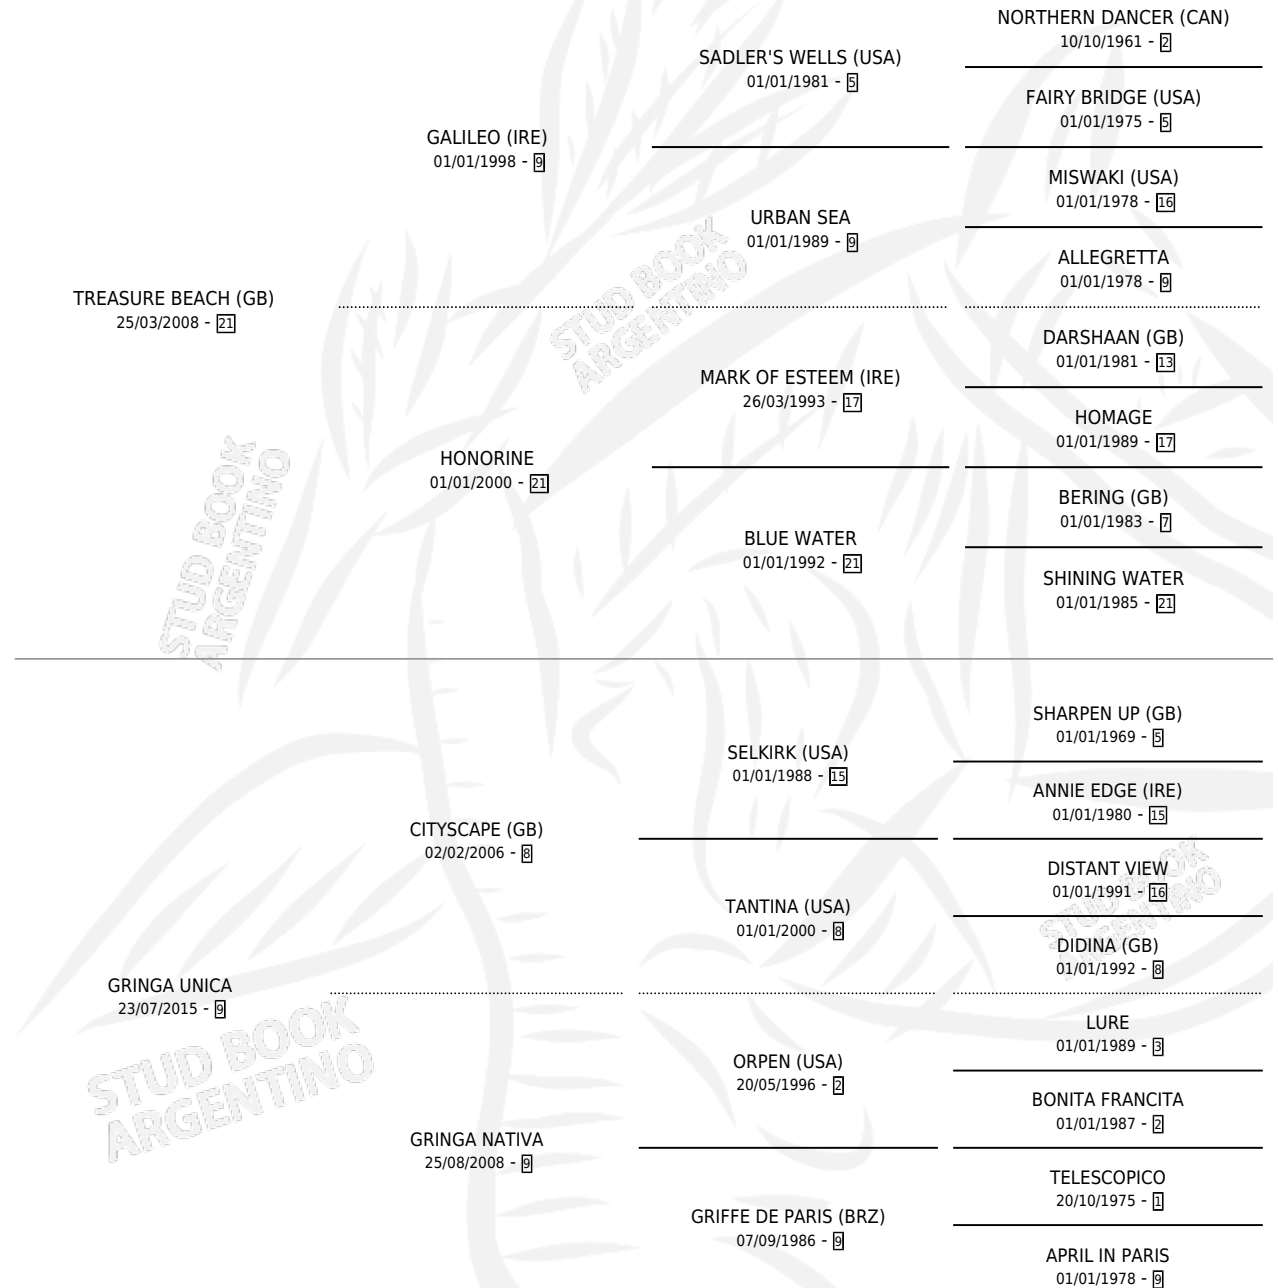 NORTHERN DANCER (CAN)
10/10/1961 - 2
SADLER'S WELLS (USA)
01/01/1981 - 5
FAIRY BRIDGE (USA)
01/01/1975 - 5
GALILEO (IRE)
01/01/1998 - 9
MISWAKI (USA)
01/01/1978 - 16
URBAN SEA
01/01/1989 - 9
ALLEGRETTA
01/01/1978 - 9
TREASURE BEACH (GB)
25/03/2008 - 21
DARSHAAN (GB)
01/01/1981 - 13
MARK OF ESTEEM (IRE)
26/03/1993 - 17
HOMAGE
01/01/1989 - 17
HONORINE
01/01/2000 - 21
BERING (GB)
01/01/1983 - 7
BLUE WATER
01/01/1992 - 21
SHINING WATER
01/01/1985 - 21
STUD BOOK
ARGENTINO
STUD BOOK
ARGENTINO
SHARPEN UP (GB)
01/01/1969 - 5
SELKIRK (USA)
01/01/1988 - 15
ANNIE EDGE (IRE)
01/01/1980 - 15
CITYSCAPE (GB)
02/02/2006 - 8
DISTANT VIEW
01/01/1991 - 16
TANTINA (USA)
01/01/2000 - 8
DIDINA (GB)
01/01/1992 - 8
GRINGA UNICA
23/07/2015 - 9
LURE
01/01/1989 - 3
ORPEN (USA)
20/05/1996 - 2
BONITA FRANCITA
01/01/1987 - 2
GRINGA NATIVA
25/08/2008 - 9
TELESCOPICO
20/10/1975 - 1
GRIFFE DE PARIS (BRZ)
07/09/1986 - 9
APRIL IN PARIS
01/01/1978 - 9
STUD BOOK
ARGENTINO
STUD BOOK
ARGENTINO